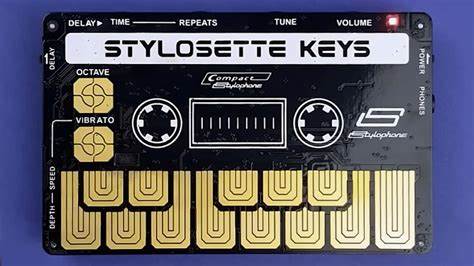 DELAY▶ TIME REPEATS TUNE VOLUME
STYLOSETTE KEYS
DELAY
POWER
PHONES
OCTAVE
Compact
Stylophone
VIBRATO
Stylophone
DEPTH SPEED